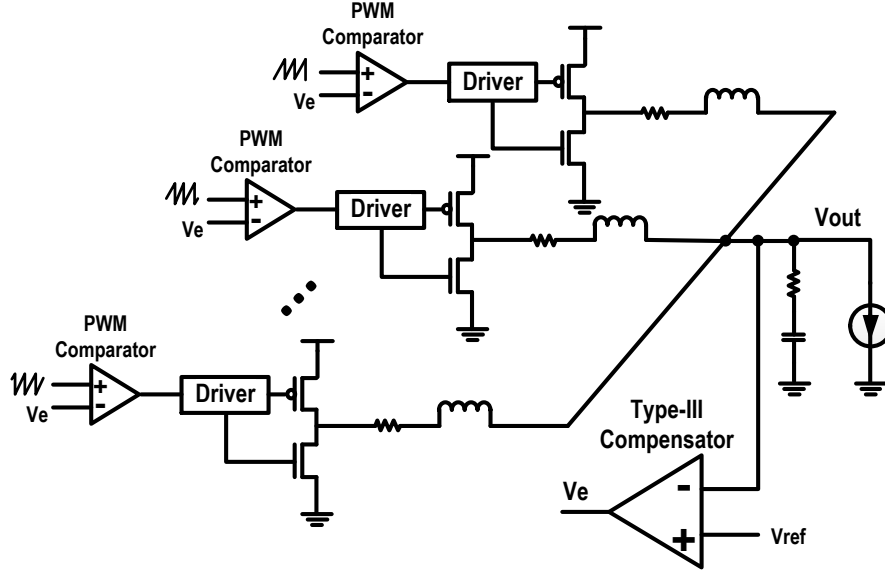 PWM
Comparator
+
-
Ve
Driver
PWM
Comparator
+
-
Ve
Driver
Vout
PWM
Comparator
+
-
Ve
Driver
Type-III
Compensator
Ve
-
+
Vref